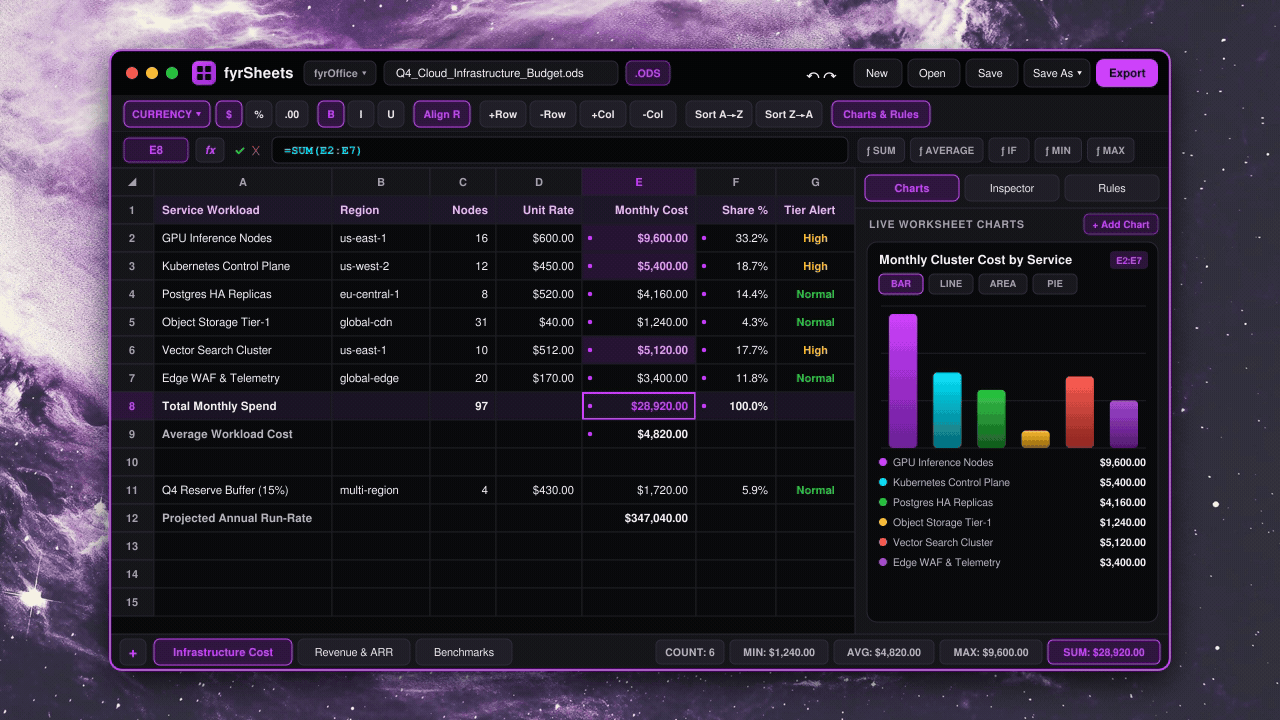 fyrSheets fyrOffice ▾ Q4_Cloud_Infrastructure_Budget.ods .ODS New Open Save Save As ▾ Export
CURRENCY ▾ $ % .00 B I U Align R +Row -Row +Col -Col Sort A→Z Sort Z→A Charts & Rules
E8 fx =SUM(E2:E7) ƒ SUM ƒ AVERAGE ƒ IF ƒ MIN ƒ MAX
A B C D E F G
1 Service Workload Region Nodes Unit Rate Monthly Cost Share % Tier Alert
2 GPU Inference Nodes us-east-1 16 $600.00 $9,600.00 33.2% High
3 Kubernetes Control Plane us-west-2 12 $450.00 $5,400.00 18.7% High
4 Postgres HA Replicas eu-central-1 8 $520.00 $4,160.00 14.4% Normal
5 Object Storage Tier-1 global-cdn 31 $40.00 $1,240.00 4.3% Normal
6 Vector Search Cluster us-east-1 10 $512.00 $5,120.00 17.7% High
7 Edge WAF & Telemetry global-edge 20 $170.00 $3,400.00 11.8% Normal
8 Total Monthly Spend 97 $28,920.00 100.0%
9 Average Workload Cost $4,820.00
10
11 Q4 Reserve Buffer (15%) multi-region 4 $430.00 $1,720.00 5.9% Normal
12 Projected Annual Run-Rate $347,040.00
13
14
15
Charts Inspector Rules
LIVE WORKSHEET CHARTS + Add Chart
Monthly Cluster Cost by Service E2:E7
BAR LINE AREA PIE
GPU Inference Nodes $9,600.00
Kubernetes Control Plane $5,400.00
Postgres HA Replicas $4,160.00
Object Storage Tier-1 $1,240.00
Vector Search Cluster $5,120.00
Edge WAF & Telemetry $3,400.00
+ Infrastructure Cost Revenue & ARR Benchmarks COUNT: 6 MIN: $1,240.00 AVG: $4,820.00 MAX: $9,600.00 SUM: $28,920.00